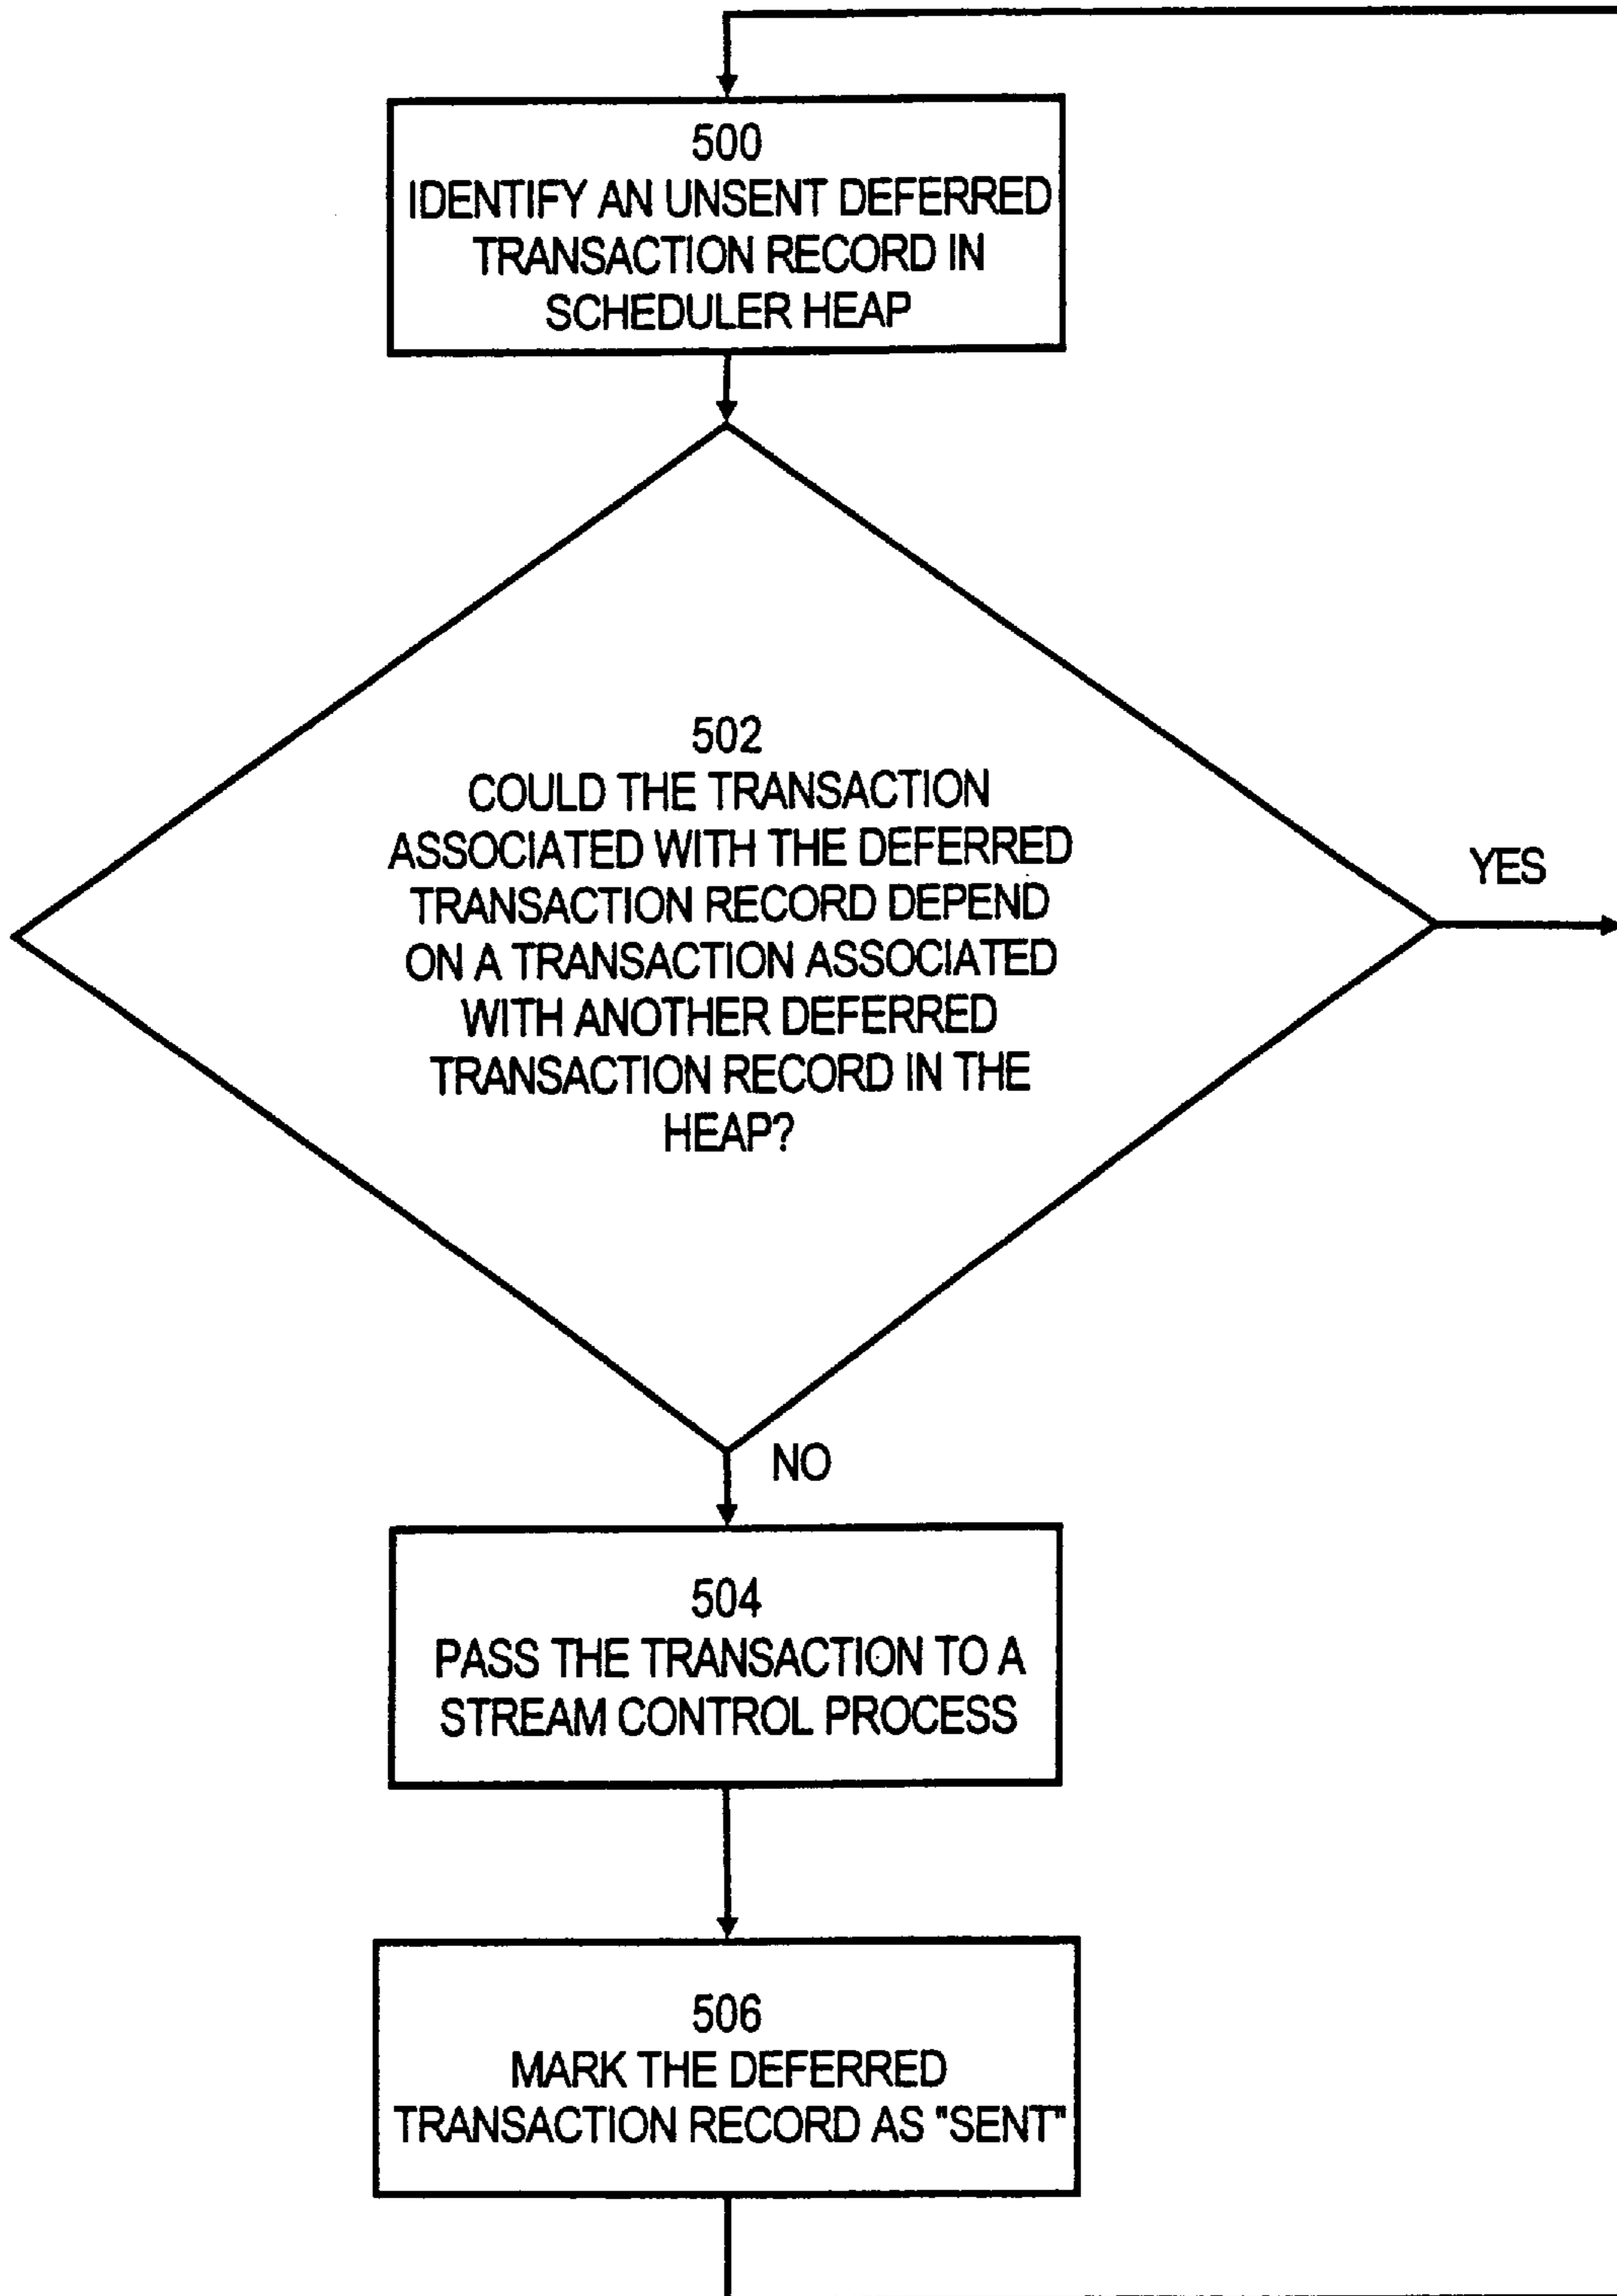 500
IDENTIFY AN UNSENT DEFERRED
TRANSACTION RECORD IN
SCHEDULER HEAP
502
COULD THE TRANSACTION
ASSOCIATED WITH THE DEFERRED
TRANSACTION RECORD DEPEND
ON A TRANSACTION ASSOCIATED
WITH ANOTHER DEFERRED
TRANSACTION RECORD IN THE
HEAP?
YES
NO
504
PASS THE TRANSACTION TO A
STREAM CONTROL PROCESS
506
MARK THE DEFERRED
TRANSACTION RECORD AS "SENT"